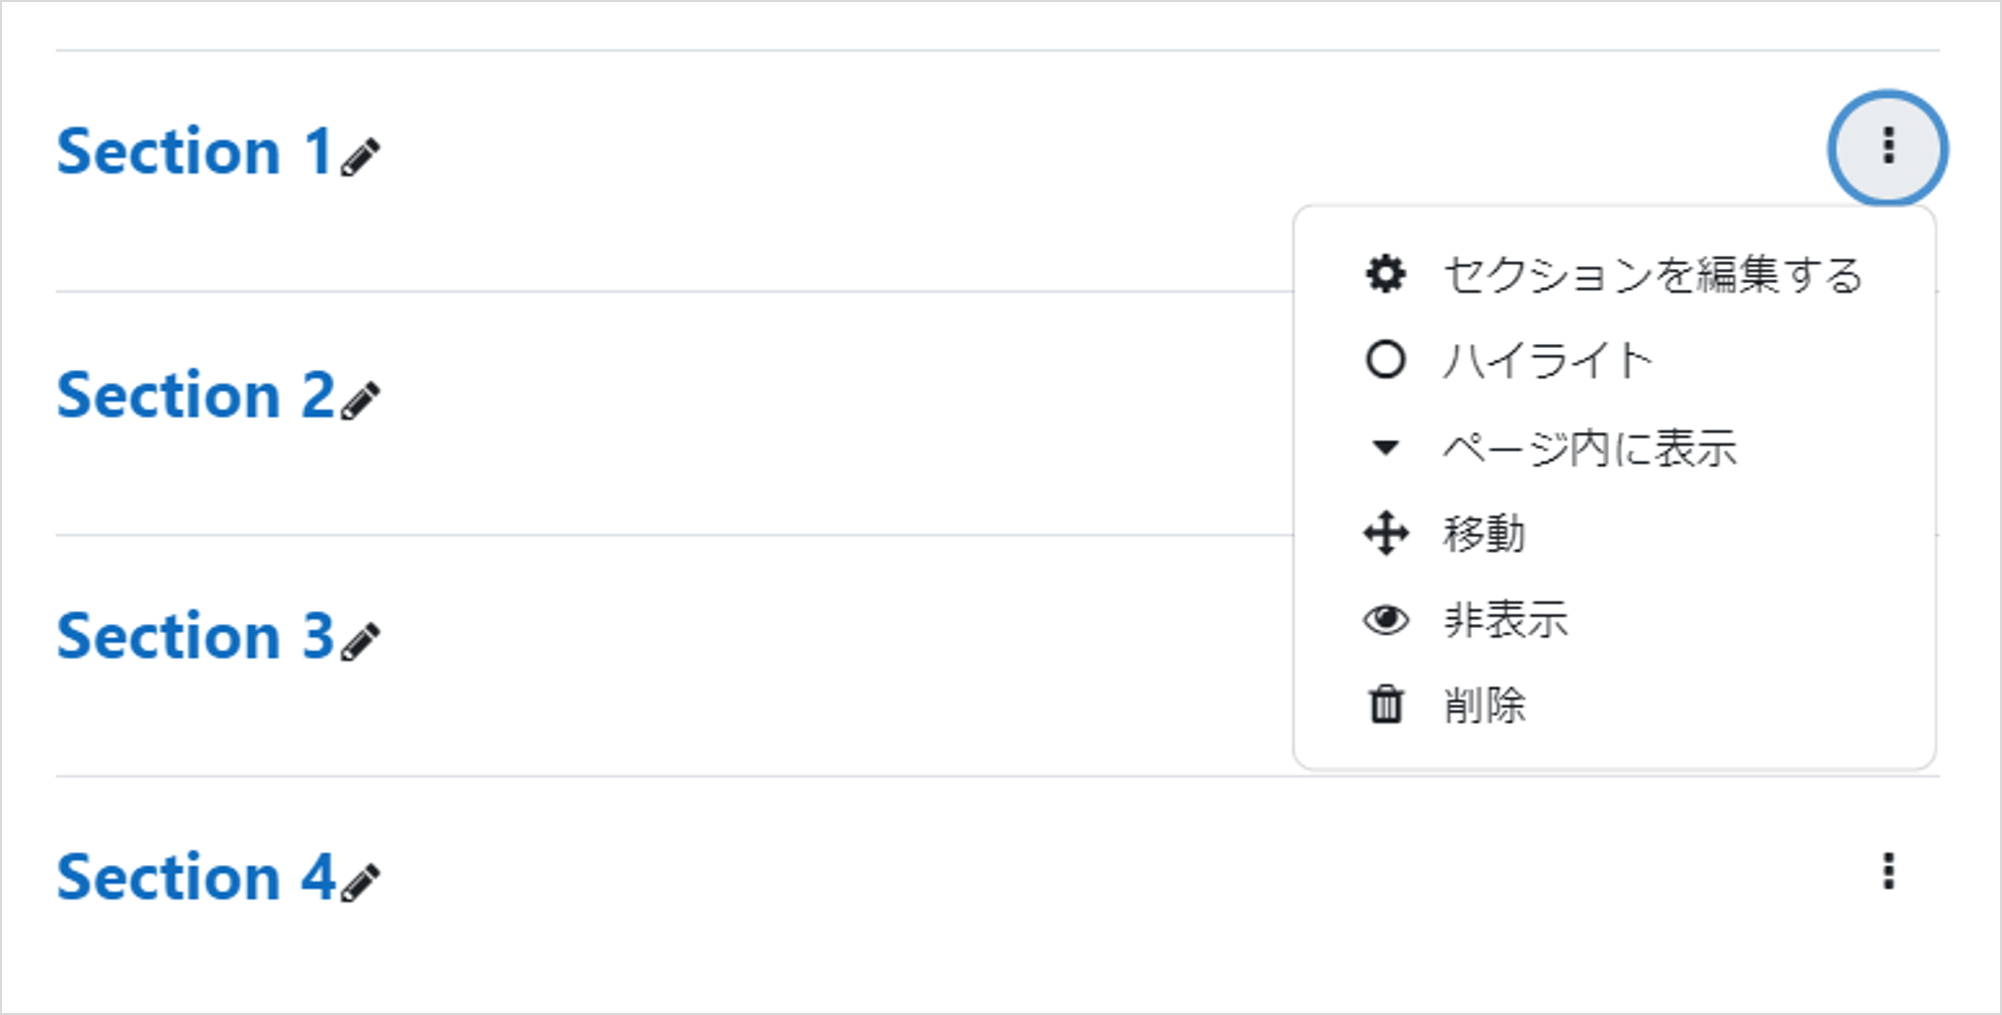 Section 1
セクションを編集する
ハイライト
ページ内に表示
移動
非表示
削除
Section 2
Section 3
Section 4